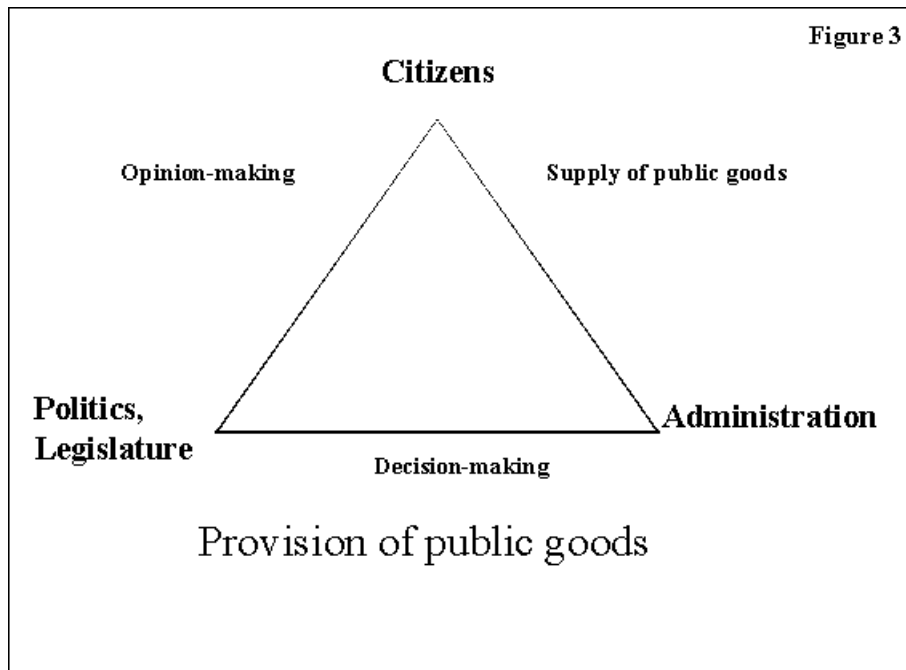 Figure 3
Citizens
Opinion-making
Supply of public goods
Politics,
Legislature
Administration
Decision-making
Provision of public goods